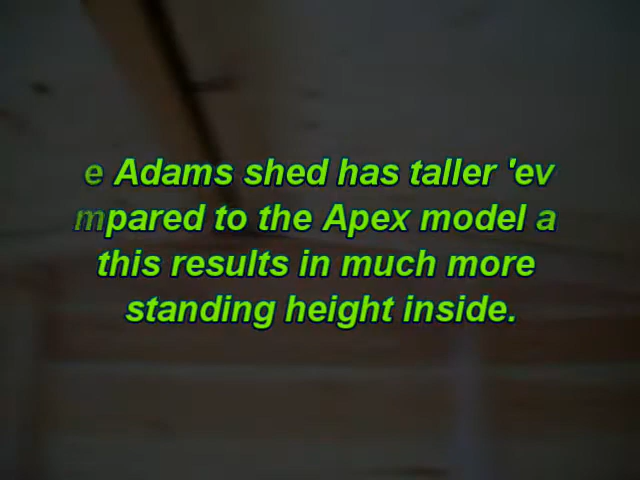 e Adams shed has taller 'ev
mpared to the Apex model a
this results in much more
standing height inside.